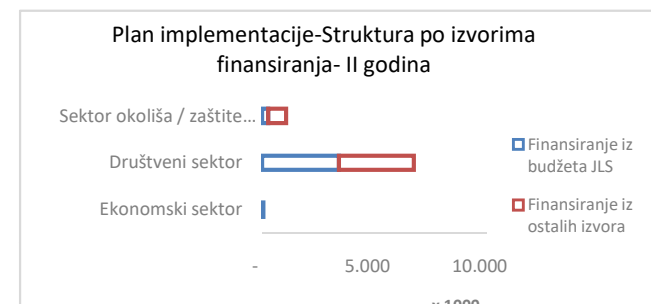 Plan implementacije-Struktura po izvorima
finansiranja- II godina
Sektor okoliša / zaštite...
Društveni sektor
Ekonomski sektor
Finansiranje iz
budžeta JLS
Finansiranje iz
ostalih izvora
-
5.000
10.000
x 1000